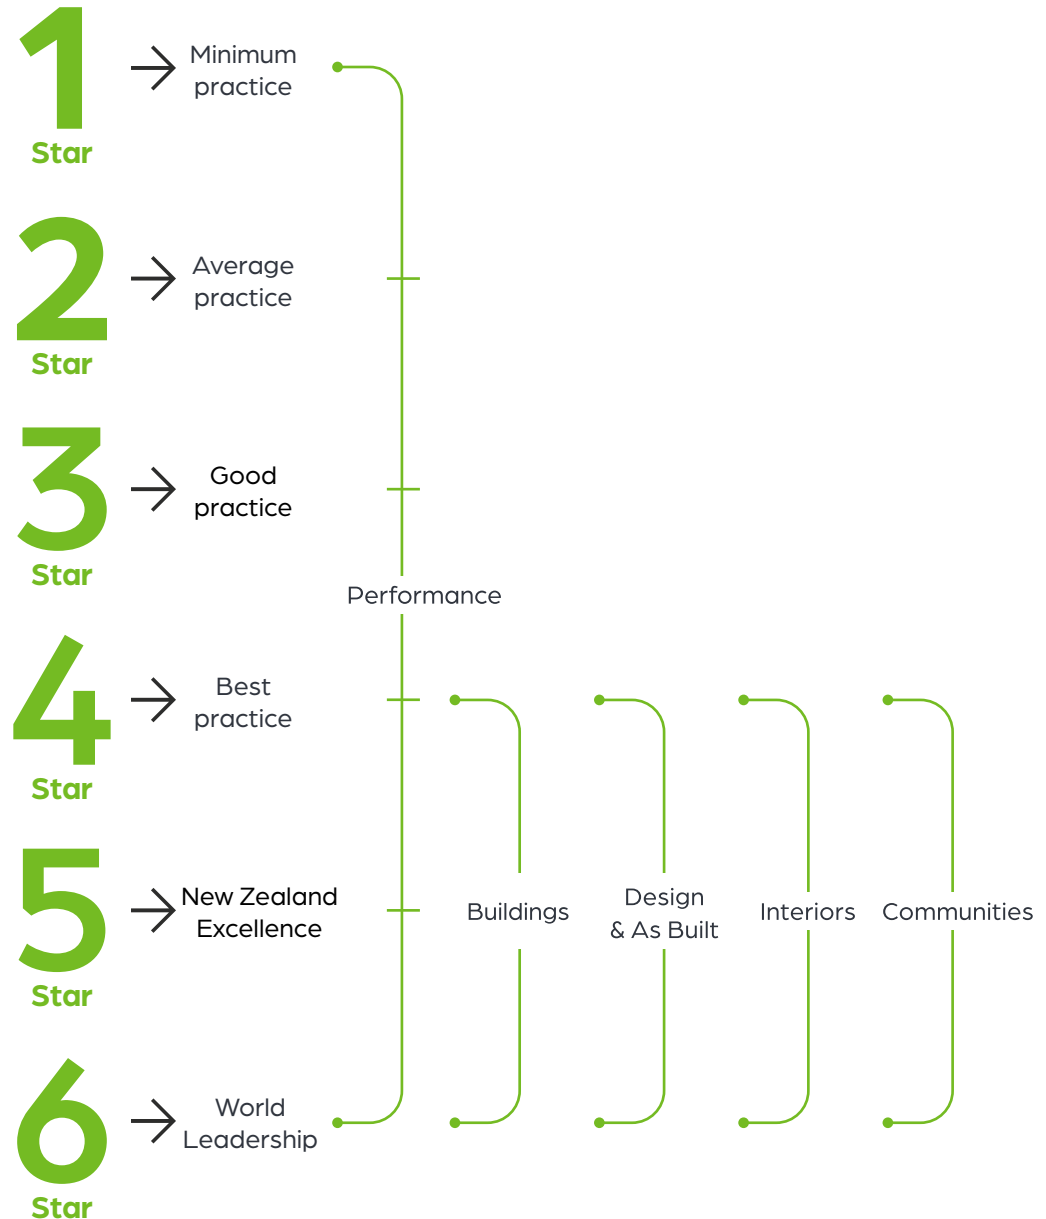 1
Star
Minimum
practice
2
Star
Average
practice
3
Star
Good
practice
Performance
4
Star
Best
practice
5
Star
New Zealand
Excellence
Buildings
Design
& As Built
Interiors
Communities
6
Star
World
Leadership